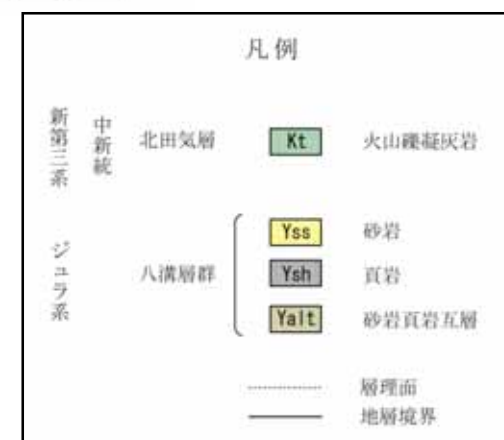 凡例
新第三系 中新統 北田気層 Kt 火山礫凝灰岩
ジュラ系 八溝層群 Yss 砂岩
Ysh 頁岩
Yalt 砂岩頁岩互層
層理面
地層境界